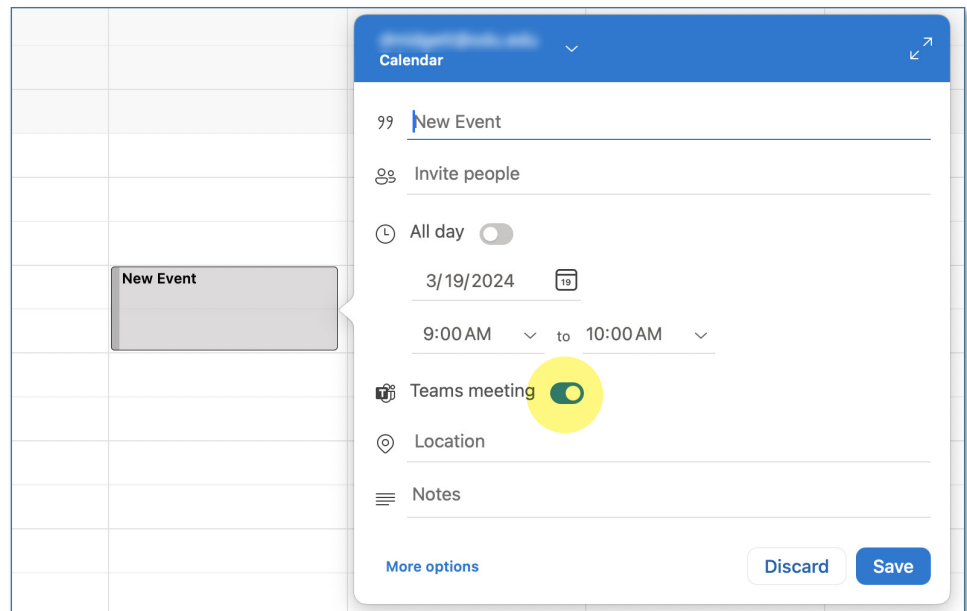 Calendar
New Event
Invite people
All day
3/19/2024
19
New Event
9:00 AM to 10:00 AM
T
Teams meeting
Location
Notes
More options
Discard
Save